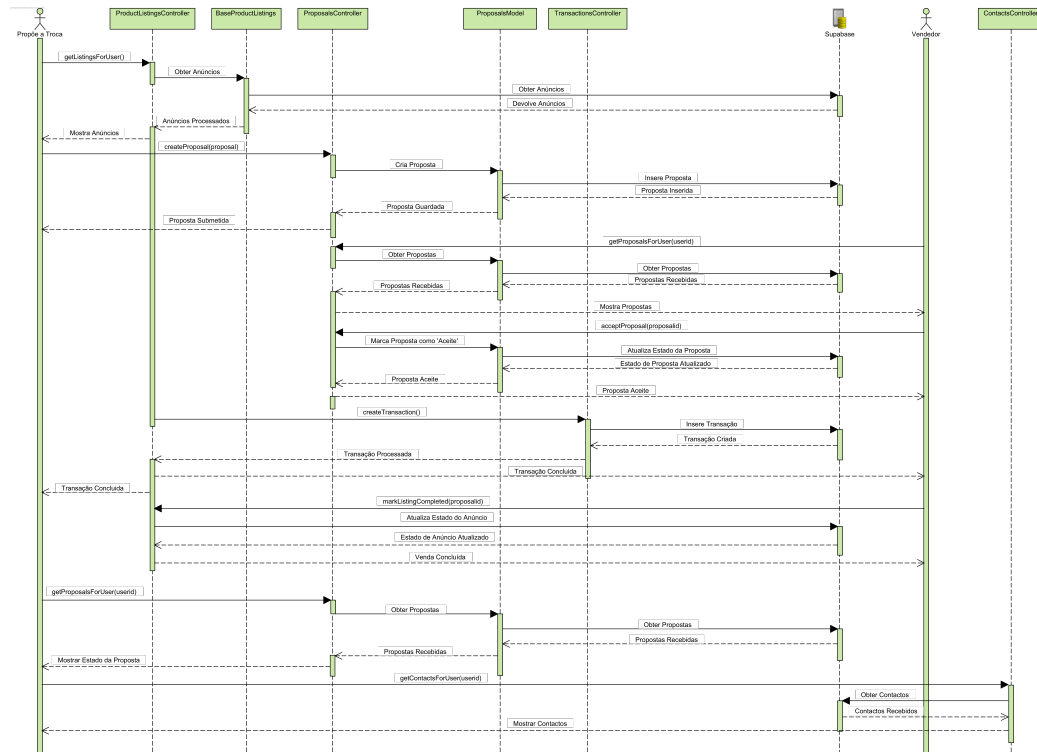 ProductListingsController
BaseProductListings
ProposalsController
ProposalsModel
TransactionsController
ContactsController
Propõe a Troca
Supabase
Vendedor
getListingsForUser()
Obter Anúncios
Obter Anúncios
Devolve Anúncios
Anúncios Processados
Mostra Anúncios
createProposal(proposal)
Cria Proposta
Insere Proposta
Proposta Inserida
Proposta Guardada
Proposta Submetida
getProposalsForUser(userid)
Obter Propostas
Obter Propostas
Propostas Recebidas
Propostas Recebidas
Mostra Propostas
acceptProposal(proposalid)
Marca Proposta como 'Aceite'
Atualiza Estado da Proposta
Estado de Proposta Atualizado
Proposta Aceite
Proposta Aceite
createTransaction()
Insere Transação
Transação Criada
Transação Processada
Transação Concluida
Transação Concluida
markListingCompleted(proposalid)
Atualiza Estado do Anúncio
Estado de Anúncio Atualizado
Venda Concluída
getProposalsForUser(userid)
Obter Propostas
Obter Propostas
Propostas Recebidas
Propostas Recebidas
Mostrar Estado da Proposta
getContactsForUser(userid)
Obter Contactos
Contactos Recebidos
Mostrar Contactos